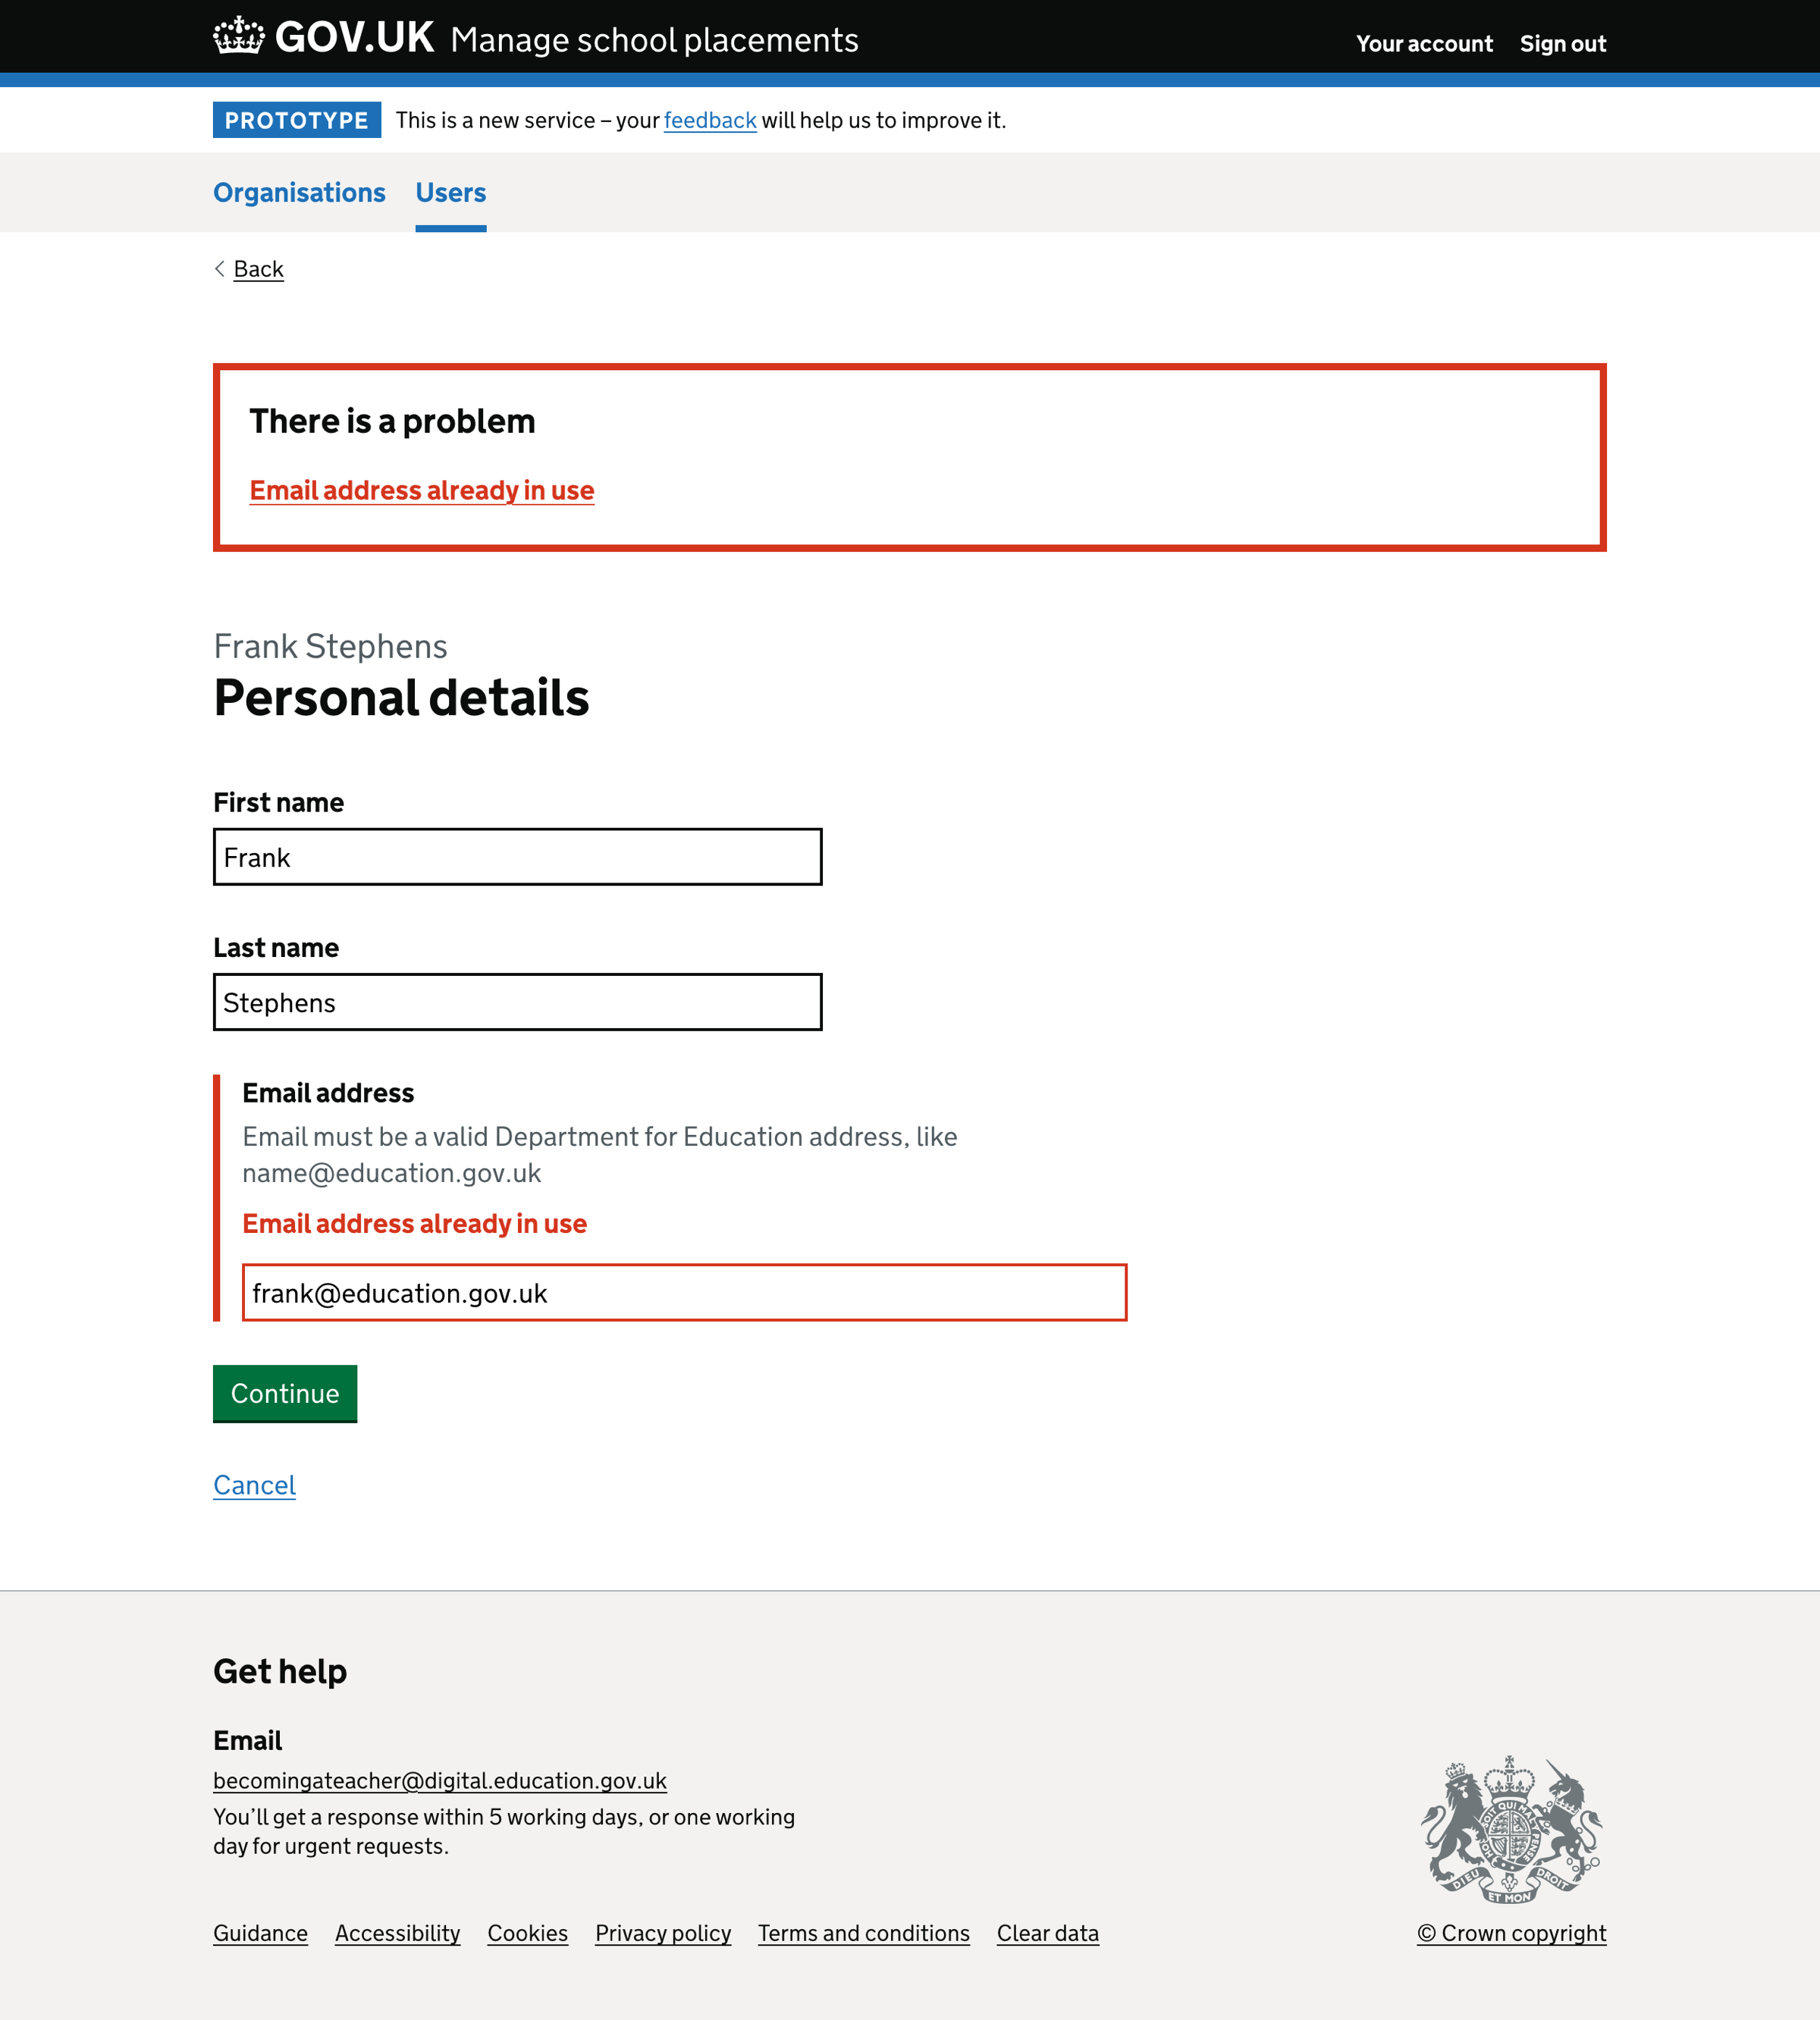 GOV.UK Manage school placements
Your account Sign out
PROTOTYPE This is a new service – your feedback will help us to improve it.
Organisations Users
Back
There is a problem
Email address already in use
Frank Stephens
Personal details
First name
Frank
Last name
Stephens
Email address
Email must be a valid Department for Education address, like
name@education.gov.uk
Email address already in use
frank@education.gov.uk
Continue
Cancel
Get help
Email
becomingateacher@digital.education.gov.uk
You’ll get a response within 5 working days, or one working
day for urgent requests.
DIEU ET MON DROIT
Guidance Accessibility Cookies Privacy policy Terms and conditions Clear data
© Crown copyright